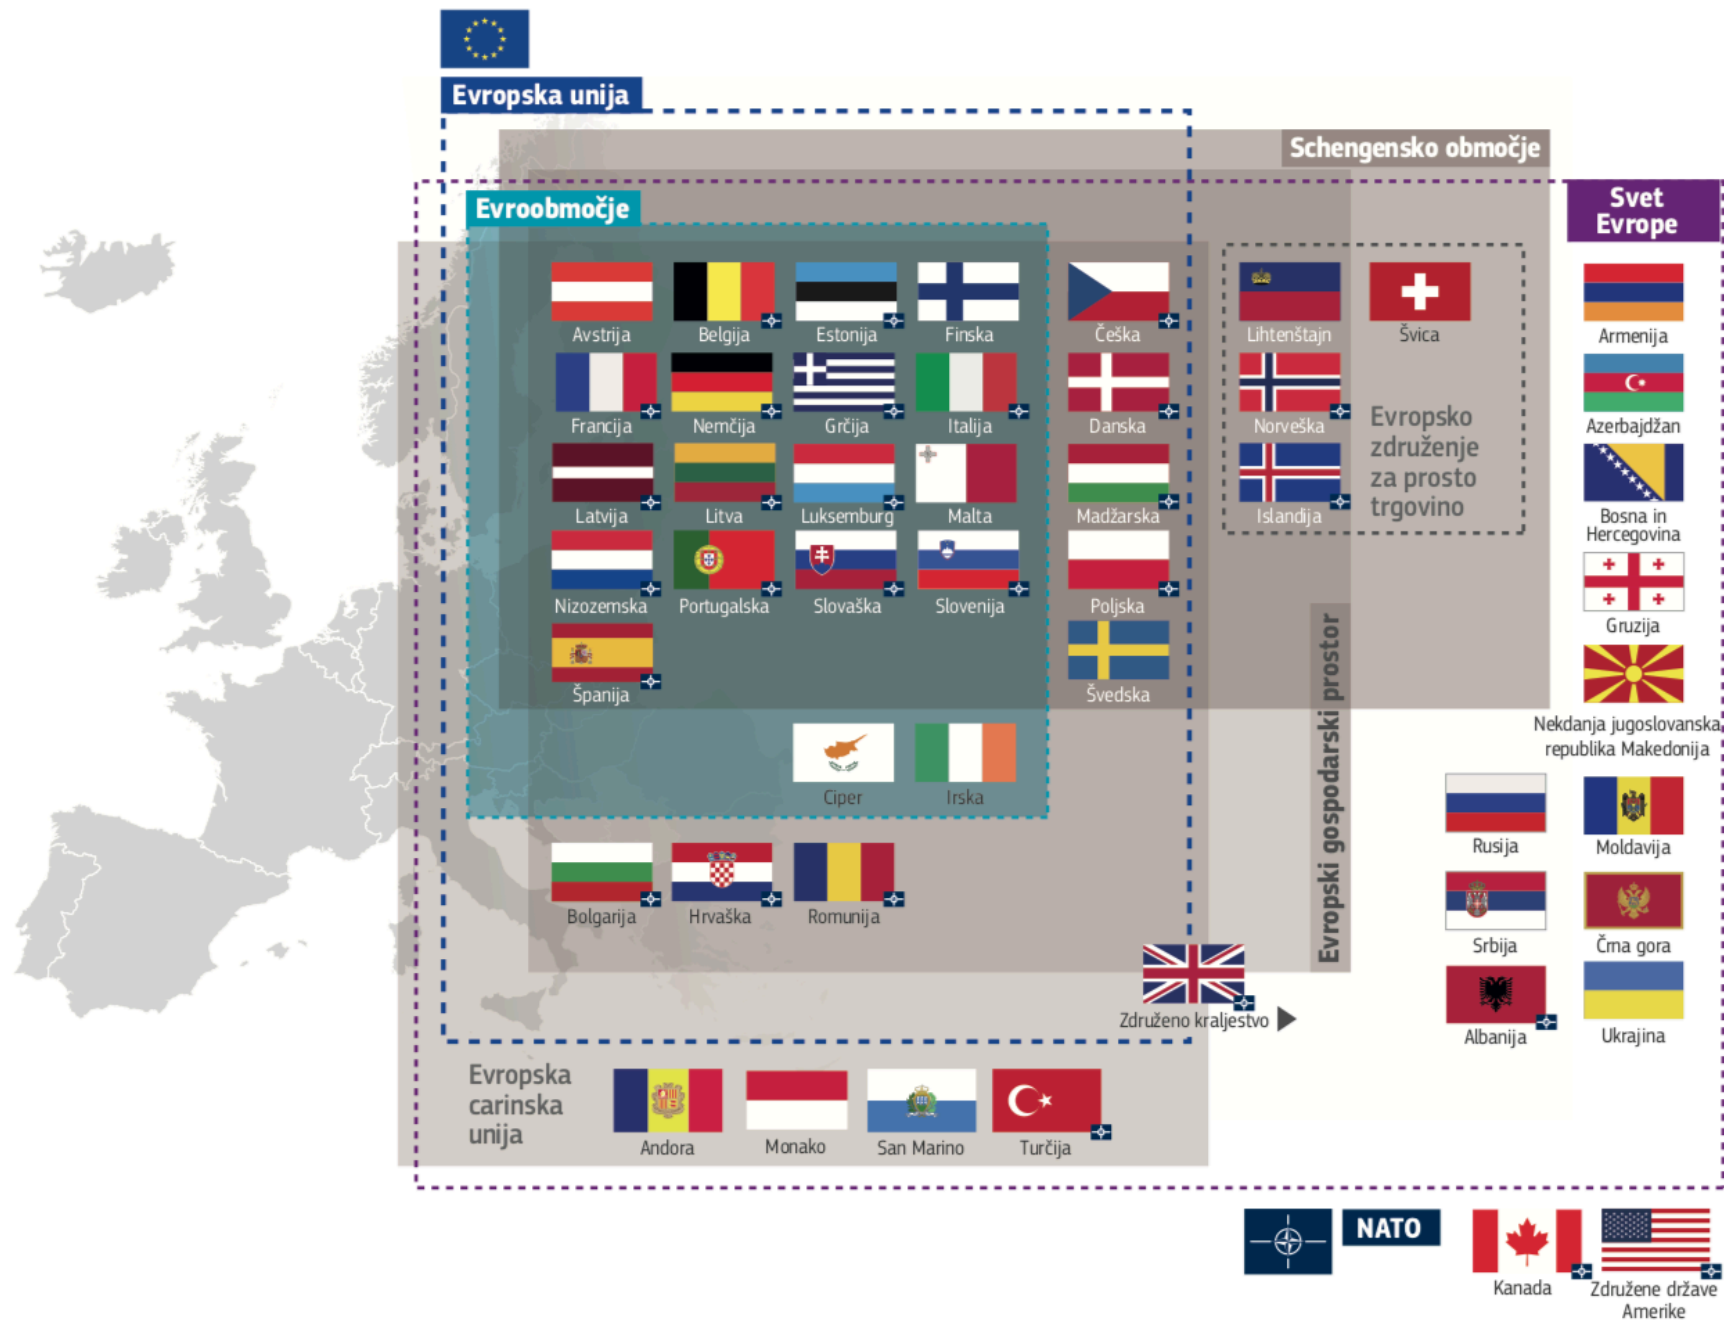 Evropska unija
Schengensko območje
Svet
Evrope
Evroobmočje
Avstrija
Belgija
Estonija
Finska
Češka
Lihtenštajn
Švica
Armenija
Francija
Nemčija
Grčija
Italija
Danska
Norveška
Evropsko
združenje
za prosto
trgovino
Azerbajdžan
Latvija
Litva
Luksemburg
Malta
Madžarska
Islandija
Bosna in
Hercegovina
Nizozemska
Portugalska
Slovaška
Slovenija
Poljska
Gruzija
Španija
Švedska
Evropski gospodarski prostor
Nekdanja jugoslovanska
republika Makedonija
Ciper
Irska
Rusija
Moldavija
Bolgarija
Hrvaška
Romunija
Srbija
Črna gora
Združeno kraljestvo
Albanija
Ukrajina
Evropska
carinska
unija
Andora
Monako
San Marino
Turčija
NATO
Kanada
Združene države
Amerike